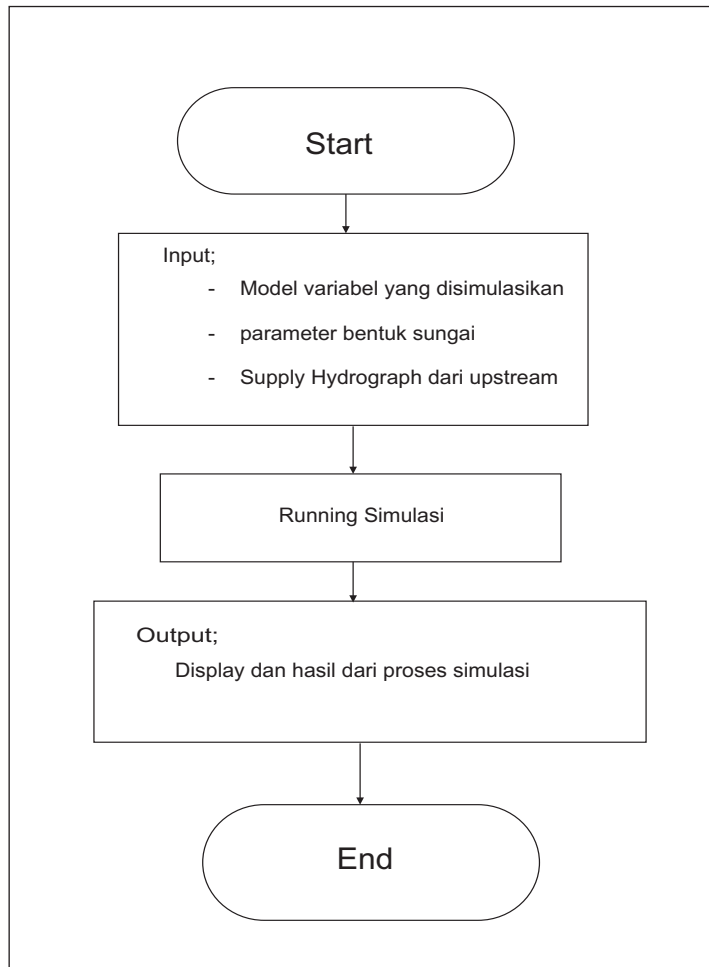 Start
Input;
- Model variabel yang disimulasikan
- parameter bentuk sungai
- Supply Hydrograph dari upstream
Running Simulasi
Output;
Display dan hasil dari proses simulasi
End